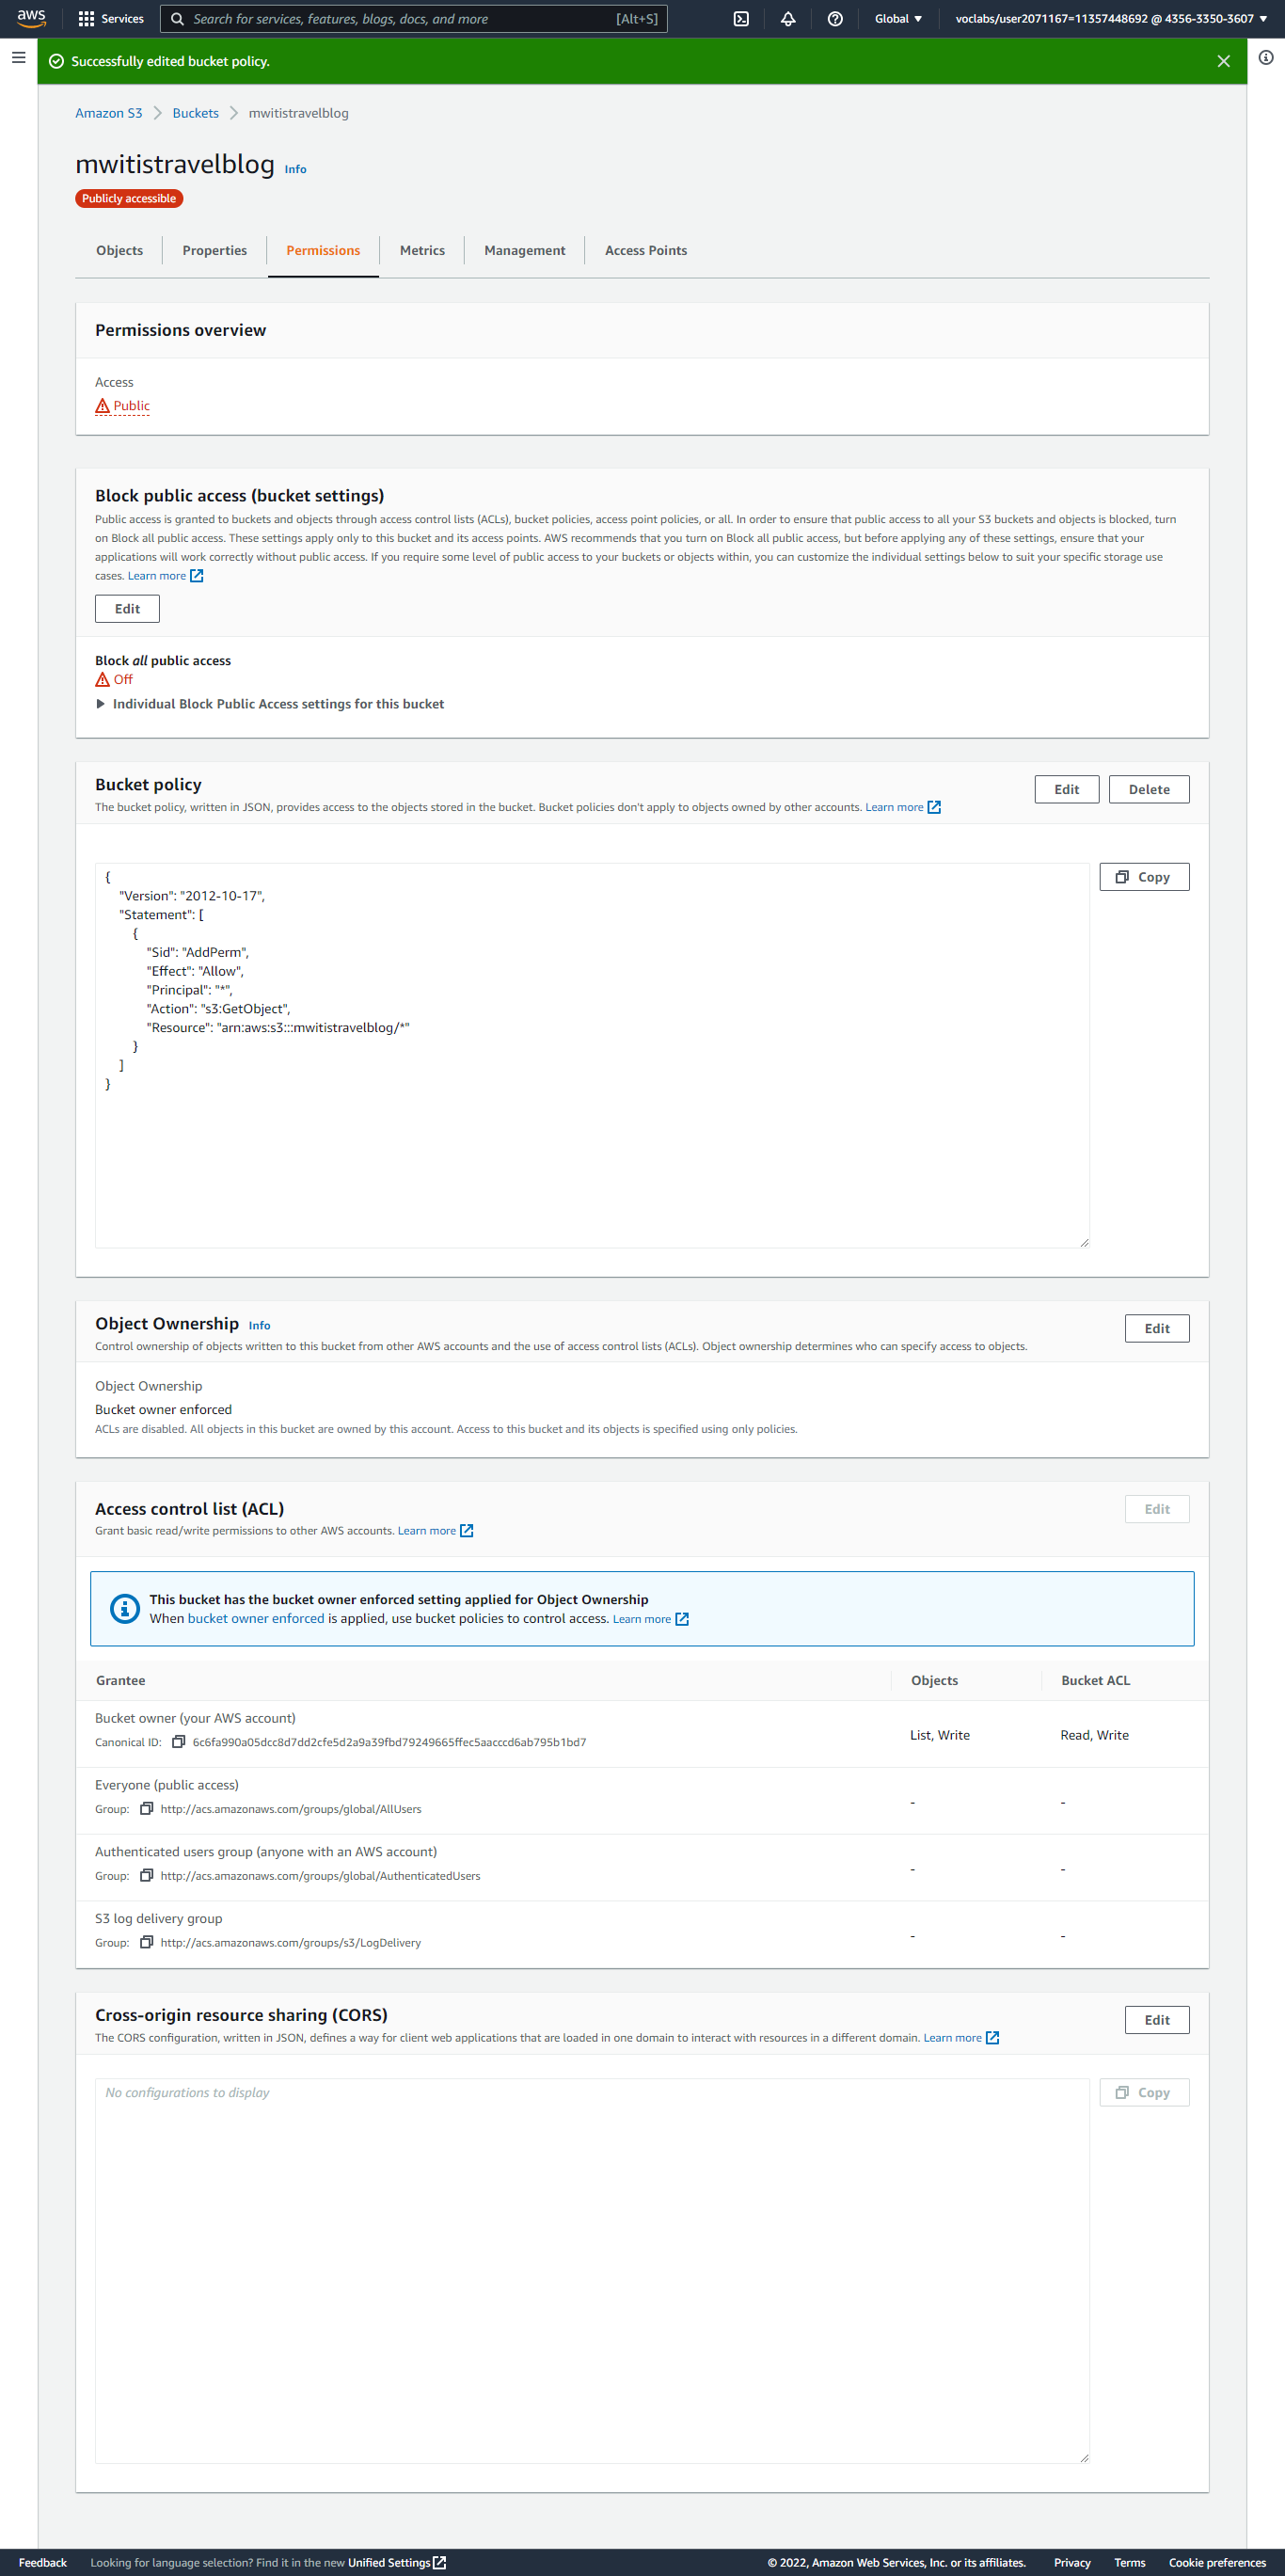 aws Services Search for services, features, blogs, docs, and more [Alt+S] Global voclabs/user2071167=11357448692 @ 4356-3350-3607
Successfully edited bucket policy.
Amazon S3 Buckets mwitistravelblog
mwitistravelblog Info
Publicly accessible
Objects Properties Permissions Metrics Management Access Points
Permissions overview
Access
Public
Block public access (bucket settings)
Public access is granted to buckets and objects through access control lists (ACLs), bucket policies, access point policies, or all. In order to ensure that public access to all your S3 buckets and objects is blocked, turn
on Block all public access. These settings apply only to this bucket and its access points. AWS recommends that you turn on Block all public access, but before applying any of these settings, ensure that your
applications will work correctly without public access. If you require some level of public access to your buckets or objects within, you can customize the individual settings below to suit your specific storage use
cases. Learn more
Edit
Block all public access
Off
Individual Block Public Access settings for this bucket
Bucket policy Edit Delete
The bucket policy, written in JSON, provides access to the objects stored in the bucket. Bucket policies don't apply to objects owned by other accounts. Learn more
Copy
{
"Version": "2012-10-17",
"Statement": [
{
"Sid": "AddPerm",
"Effect": "Allow",
"Principal": "*",
"Action": "s3:GetObject",
"Resource": "arn:aws:s3:::mwitistravelblog/*"
}
]
}
Object Ownership Info Edit
Control ownership of objects written to this bucket from other AWS accounts and the use of access control lists (ACLs). Object ownership determines who can specify access to objects.
Object Ownership
Bucket owner enforced
ACLs are disabled. All objects in this bucket are owned by this account. Access to this bucket and its objects is specified using only policies.
Access control list (ACL) Edit
Grant basic read/write permissions to other AWS accounts. Learn more
This bucket has the bucket owner enforced setting applied for Object Ownership
When bucket owner enforced is applied, use bucket policies to control access. Learn more
Grantee Objects Bucket ACL
Bucket owner (your AWS account)
Canonical ID: 6c6fa990a05dcc8d7dd2cfe5d2a9a39fbd79249665ffec5aacccd6ab795b1bd7 List, Write Read, Write
Everyone (public access)
Group: http://acs.amazonaws.com/groups/global/AllUsers - -
Authenticated users group (anyone with an AWS account)
Group: http://acs.amazonaws.com/groups/global/AuthenticatedUsers - -
S3 log delivery group
Group: http://acs.amazonaws.com/groups/s3/LogDelivery - -
Cross-origin resource sharing (CORS) Edit
The CORS configuration, written in JSON, defines a way for client web applications that are loaded in one domain to interact with resources in a different domain. Learn more
No configurations to display Copy
Feedback Looking for language selection? Find it in the new Unified Settings © 2022, Amazon Web Services, Inc. or its affiliates. Privacy Terms Cookie preferences